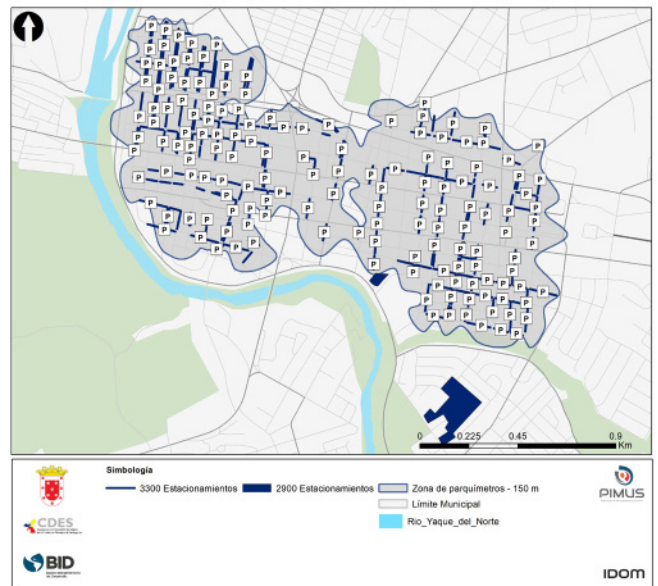 0 0.225 0.45 0.9
Km
Simbología
3300 Estacionamientos 2900 Estacionamientos Zona de parquímetros - 150 m
Límite Municipal
Rio_Yaque_del_Norte
PIMUS
CDES
BID
IDOM